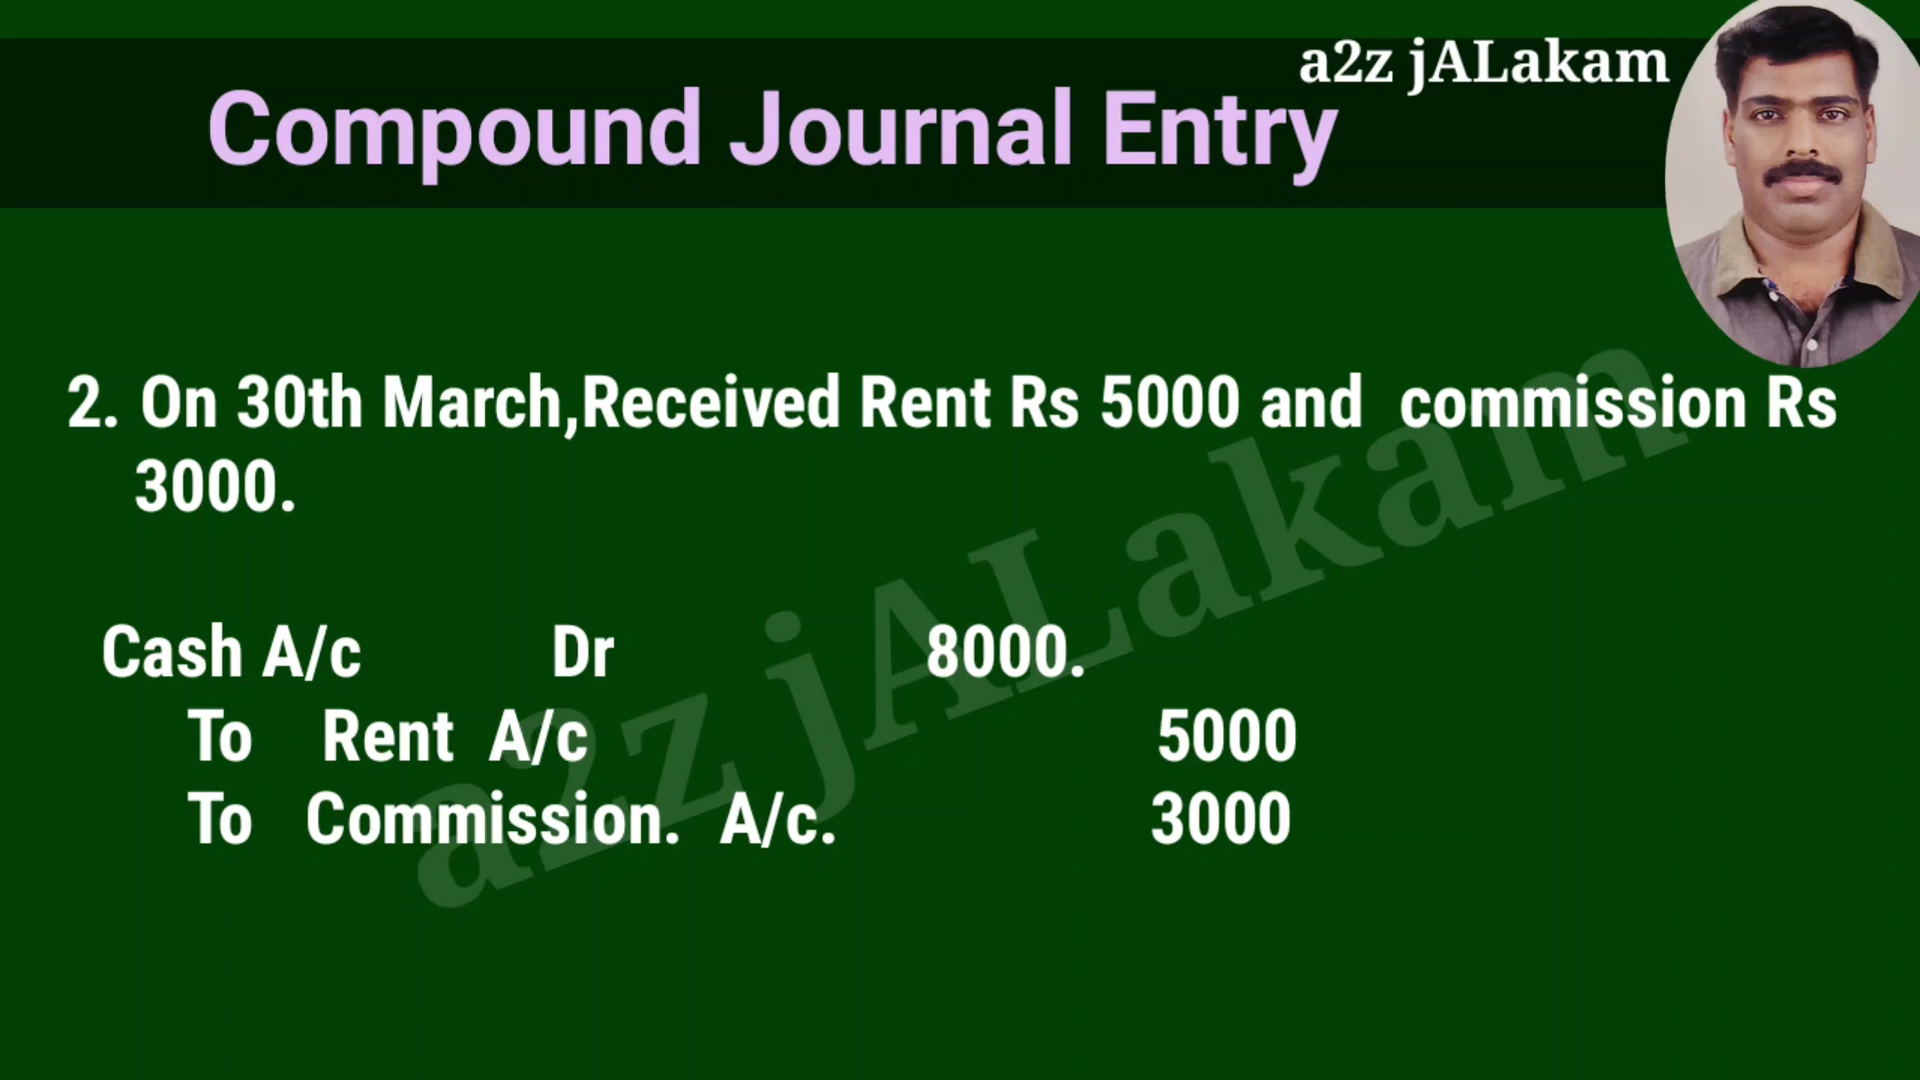 a2z jALakam
Compound Journal Entry
2. On 30th March,Received Rent Rs 5000 and commission Rs
3000.
Cash A/c Dr 8000.
To Rent A/c 5000
To Commission. A/c. 3000
a2z jALakam